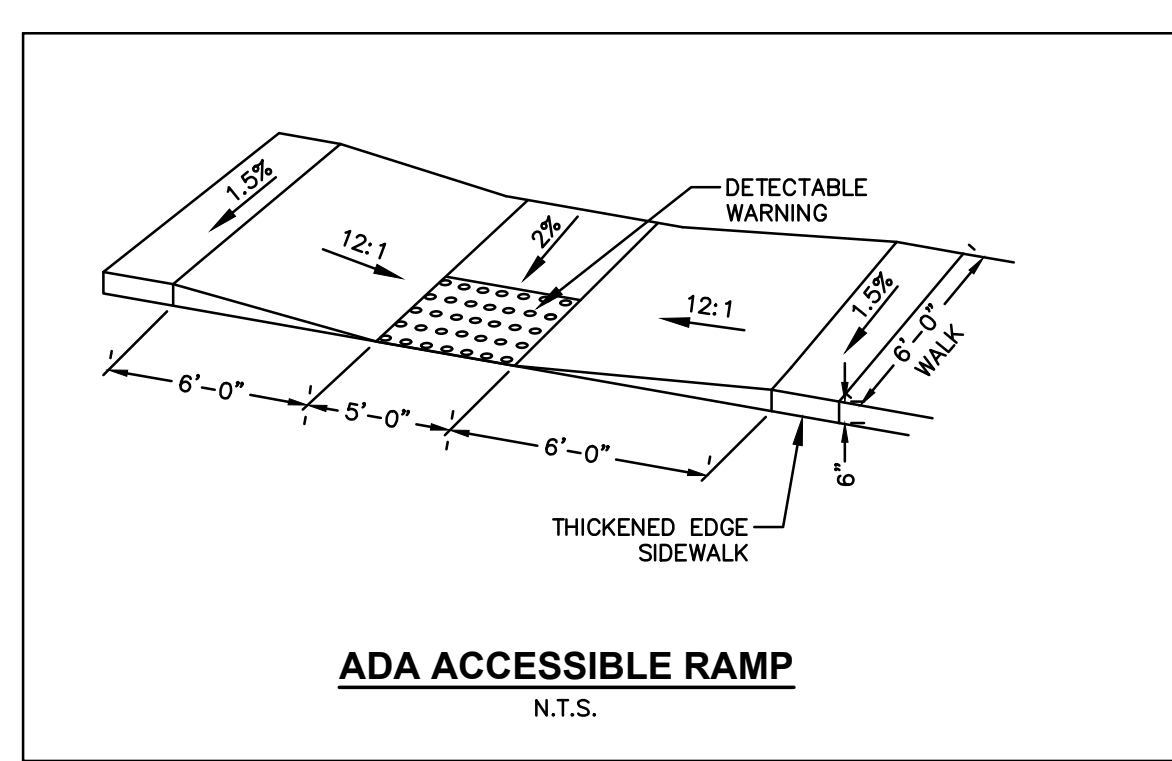 1.5%
12:1
2%
DETECTABLE
WARNING
12:1
1.5%
6'-0"
WALK
6'-0"
5'-0"
6'-0"
6"
THICKENED EDGE
SIDEWALK
ADA ACCESSIBLE RAMP
N.T.S.